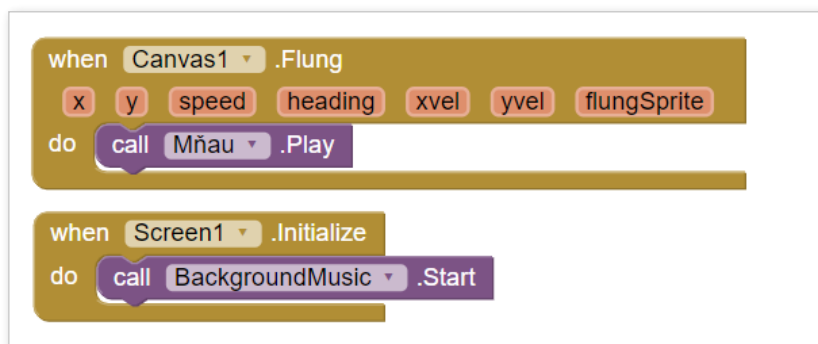 when Canvas1 .Flung
x y speed heading xvel yvel flungSprite
do call Mňau .Play
when Screen1 .Initialize
do call BackgroundMusic .Start